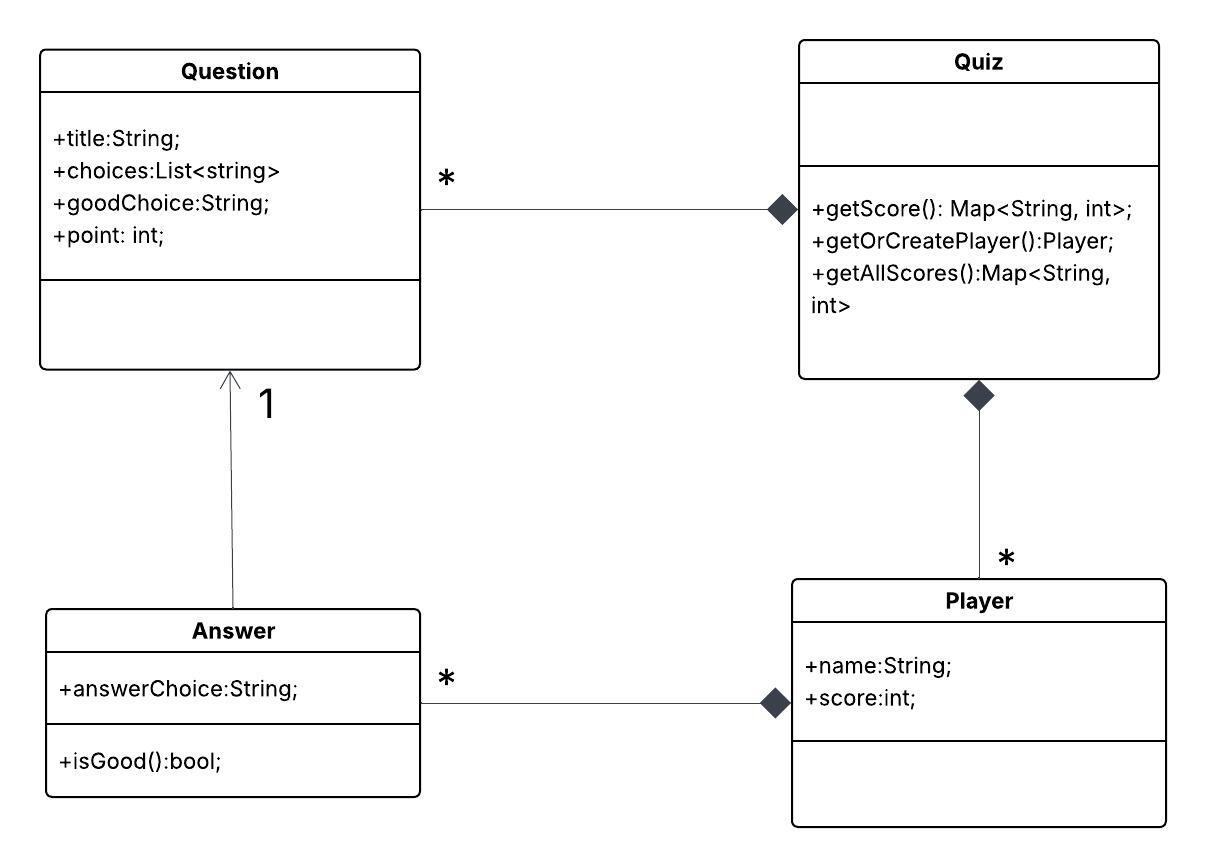 Question
+title:String;
+choices:List<string>
+goodChoice:String;
+point: int;
*
Quiz
+getScore(): Map<String, int>;
+getOrCreatePlayer():Player;
+getAllScores():Map<String,
int>
1
*
Answer
+answerChoice:String;
+isGood():bool;
*
Player
+name:String;
+score:int;